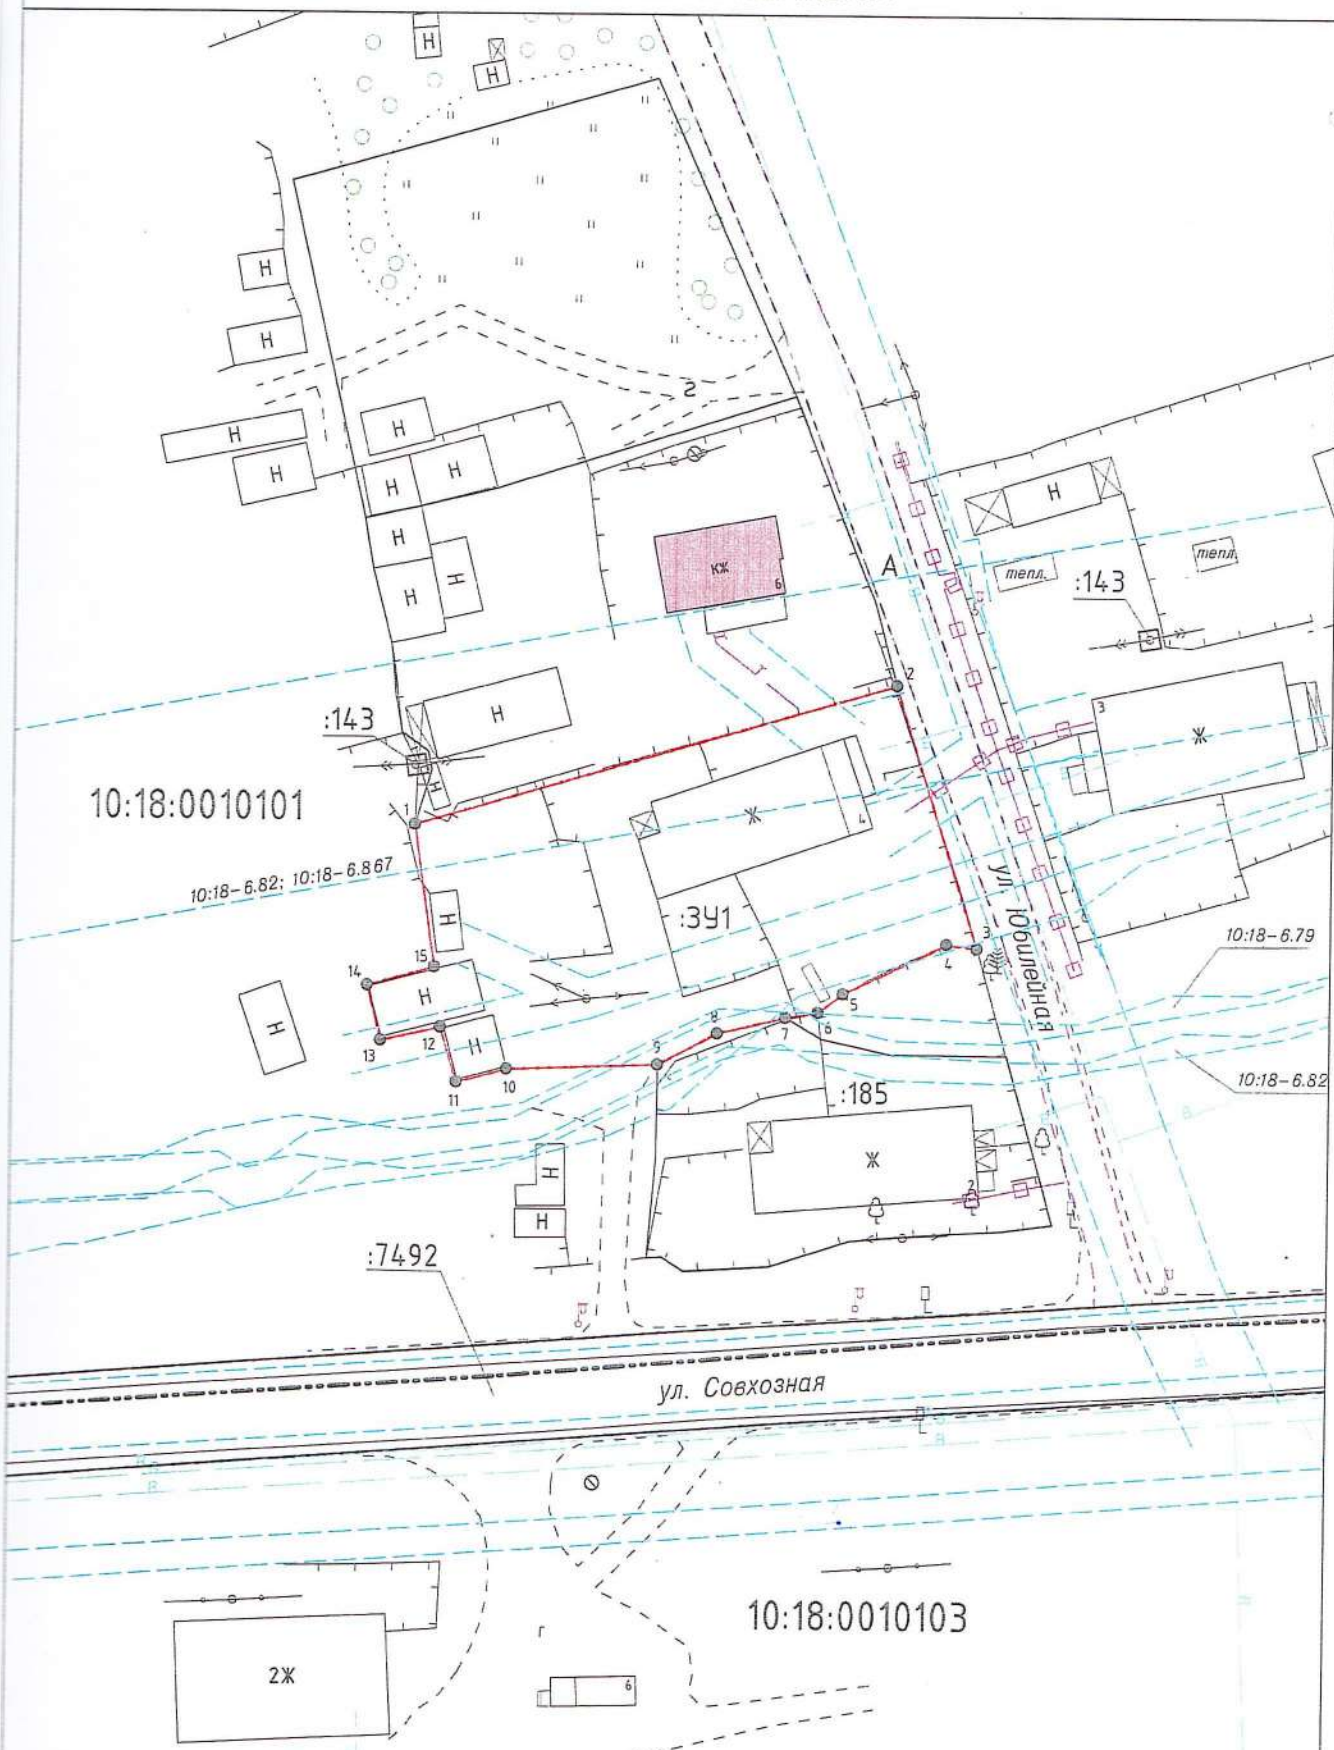 Н
Н
Н
Н
Н
Н
Н
Н
Н
Н
г
Н
Н
Н
Н
Н
КЖ
6
А
тепл.
тепл.
:143
2
:143
Н
Н
3
Ж
1
10:18:0010101
Ж
4
10:18-6.82; 10:18-6.867
Н
:ЗУ1
ул. Юбилейная
3
4
10:18-6.79
15
14
Н
5
6
7
8
Н
13
12
Н
9
10
11
:185
10:18-6.82
Ж
2
Н
Н
:7492
ул. Совхозная
В
В
В
10:18:0010103
г
2Ж
6